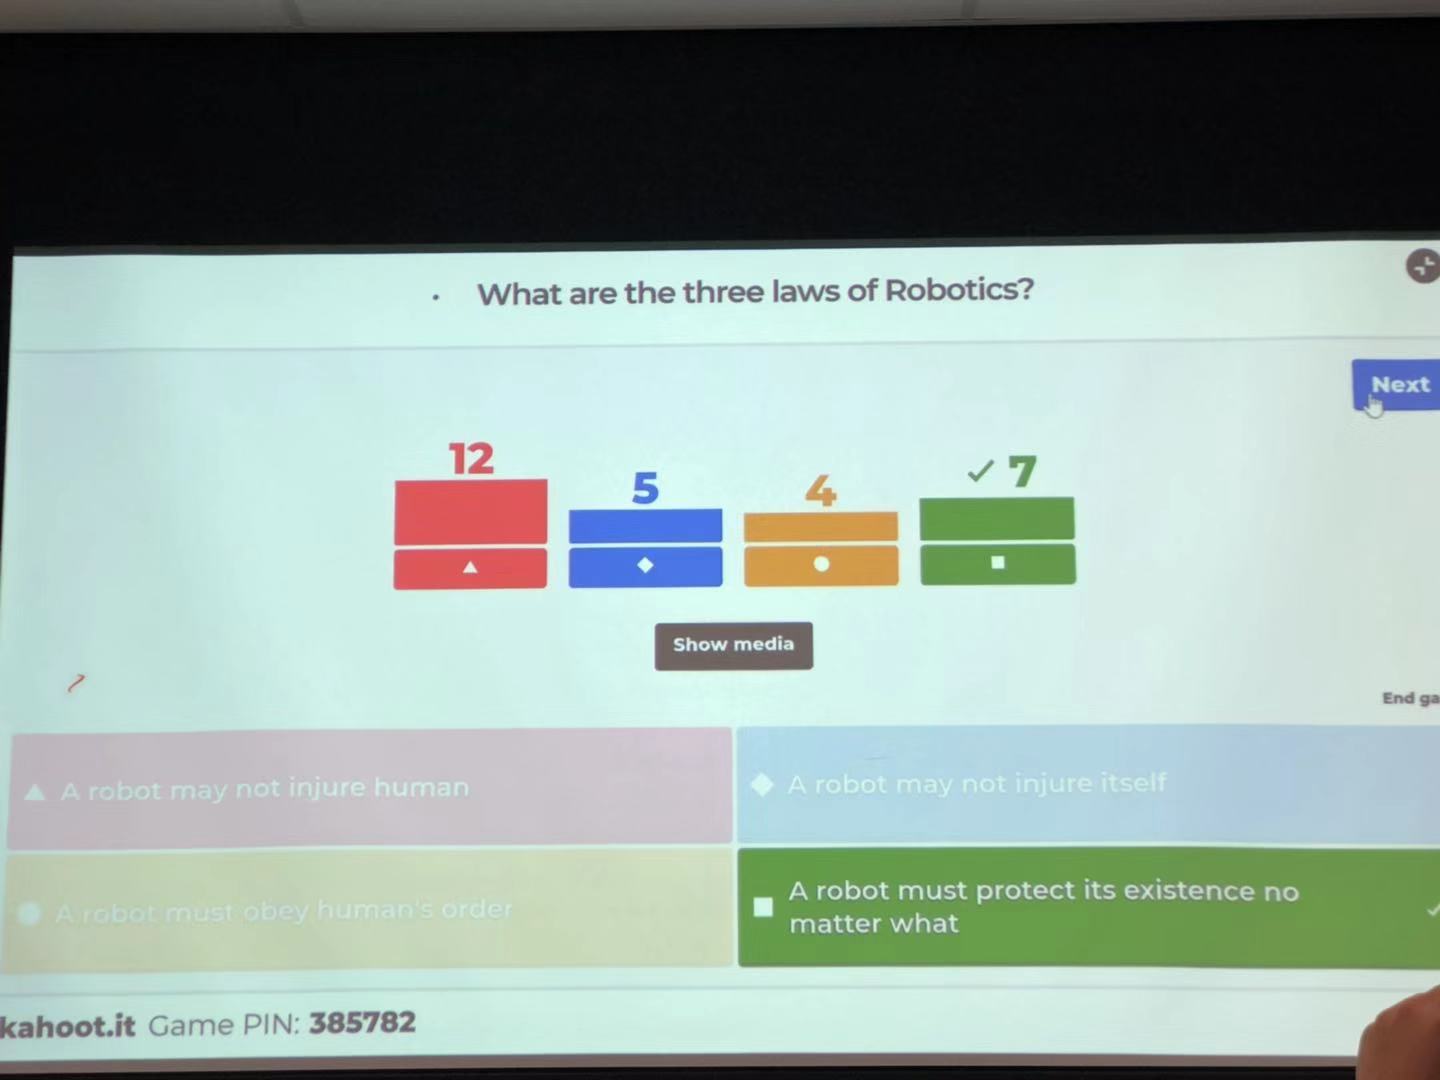 What are the three laws of Robotics?
Next
12
5
4
7
Show media
End ga
A robot may not injure human
A robot may not injure itself
A robot must obey human's order
A robot must protect its existence no
matter what
kahoot.it Game PIN: 385782